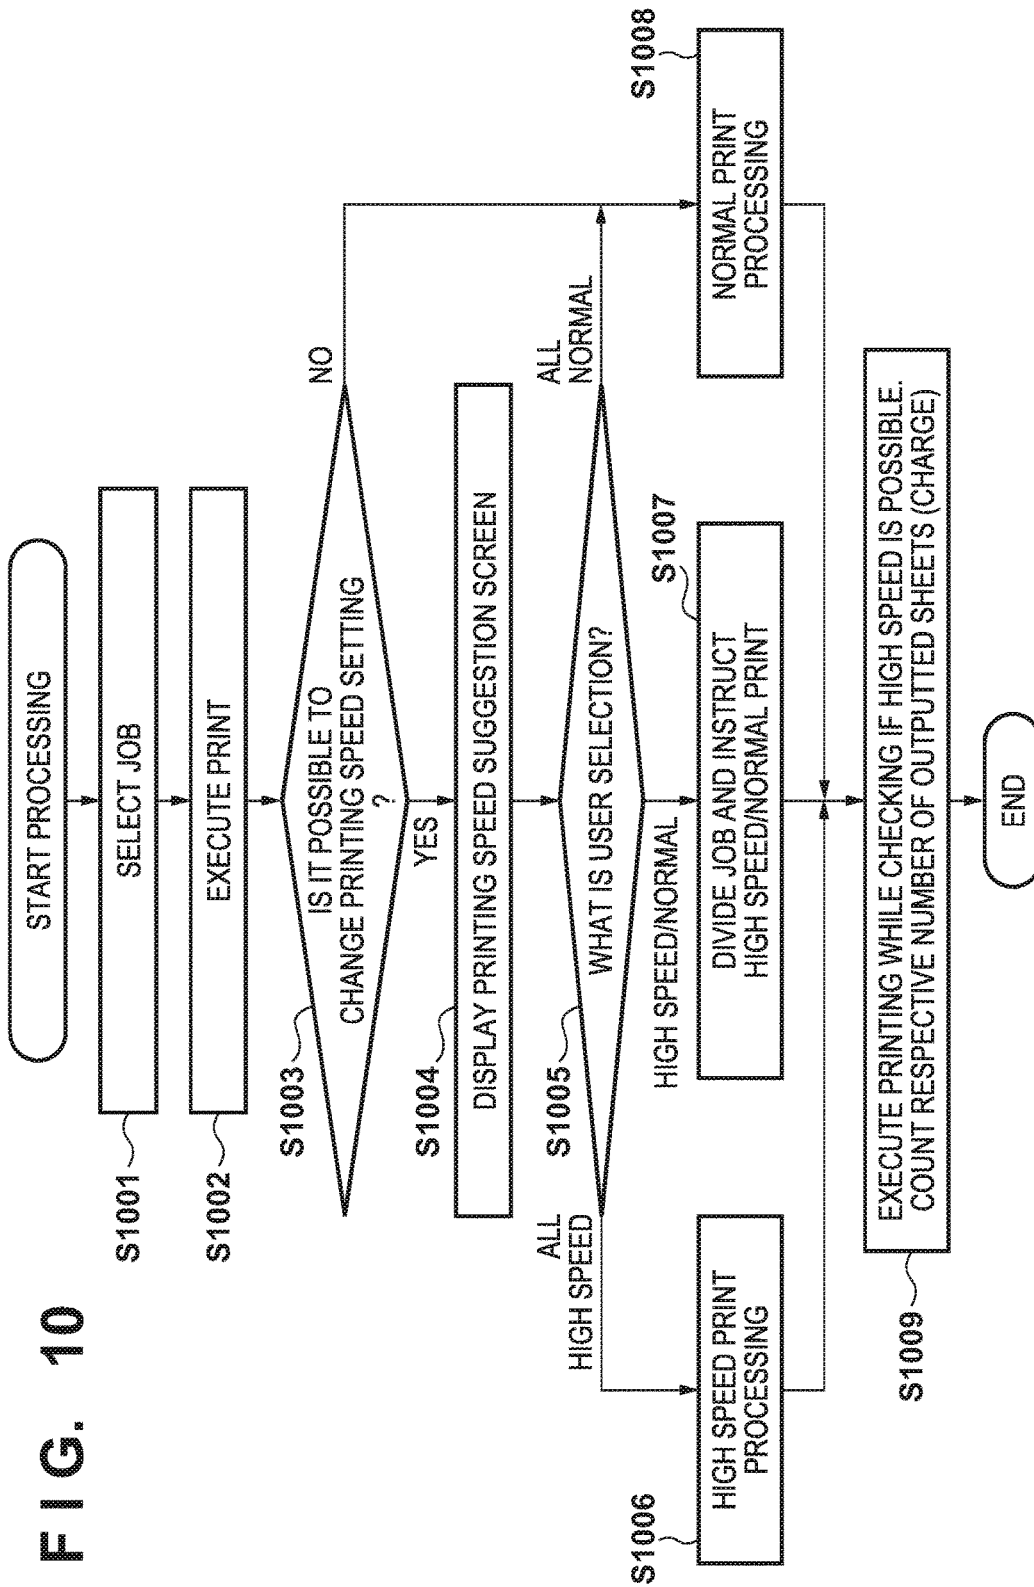 FIG. 10
START PROCESSING
S1001
SELECT JOB
S1002
EXECUTE PRINT
S1003
IS IT POSSIBLE TO
CHANGE PRINTING SPEED SETTING
?
NO
YES
S1004
DISPLAY PRINTING SPEED SUGGESTION SCREEN
S1005
WHAT IS USER SELECTION?
ALL
HIGH SPEED
HIGH SPEED/NORMAL
ALL
NORMAL
S1006
HIGH SPEED PRINT
PROCESSING
S1007
DIVIDE JOB AND INSTRUCT
HIGH SPEED/NORMAL PRINT
S1008
NORMAL PRINT
PROCESSING
S1009
EXECUTE PRINTING WHILE CHECKING IF HIGH SPEED IS POSSIBLE.
COUNT RESPECTIVE NUMBER OF OUTPUTTED SHEETS (CHARGE)
END